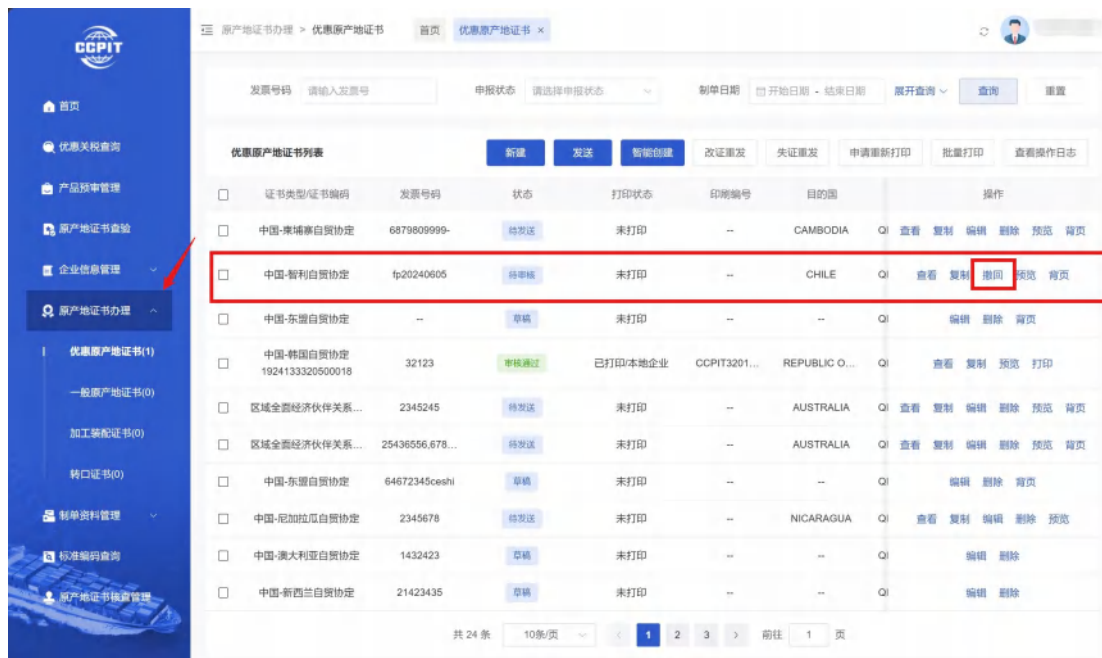 CCPIT
首页
优惠关税查询
产品预审管理
原产地证书查验
企业信息管理
原产地证书办理
优惠原产地证书(1)
一般原产地证书(0)
加工装配证书(0)
转口证书(0)
制单资料管理
标准编码查询
原产地证书核查管理
原产地证书办理 > 优惠原产地证书 首页 优惠原产地证书 ×
发票号码 请输入发票号 申报状态 请选择申报状态 制单日期 开始日期 - 结束日期 展开查询 查询 重置
优惠原产地证书列表 新建 发送 智能创建 改证重发 失证重发 申请重新打印 批量打印 查看操作日志
证书类型/证书编码 发票号码 状态 打印状态 印刷编号 目的国 操作
中国-柬埔寨自贸协定 6879809999- 待发送 未打印 -- CAMBODIA QI 查看 复制 编辑 删除 预览 背页
中国-智利自贸协定 fp20240605 待审核 未打印 -- CHILE QI 查看 复制 撤回 预览 背页
中国-东盟自贸协定 -- 草稿 未打印 -- -- QI 编辑 删除 背页
中国-韩国自贸协定 32123 审核通过 已打印/本地企业 CCPIT3201... REPUBLIC O... QI 查看 复制 预览 打印
1924133320500018
区域全面经济伙伴关系... 2345245 待发送 未打印 -- AUSTRALIA QI 查看 复制 编辑 删除 预览 背页
区域全面经济伙伴关系... 25436556,678... 待发送 未打印 -- AUSTRALIA QI 查看 复制 编辑 删除 预览 背页
中国-东盟自贸协定 64672345ceshi 草稿 未打印 -- -- QI 编辑 删除 背页
中国-尼加拉瓜自贸协定 2345678 待发送 未打印 -- NICARAGUA QI 查看 复制 编辑 删除 预览
中国-澳大利亚自贸协定 1432423 草稿 未打印 -- -- QI 编辑 删除
中国-新西兰自贸协定 21423435 草稿 未打印 -- -- QI 编辑 删除
共 24 条 10条/页 < 1 2 3 > 前往 1 页